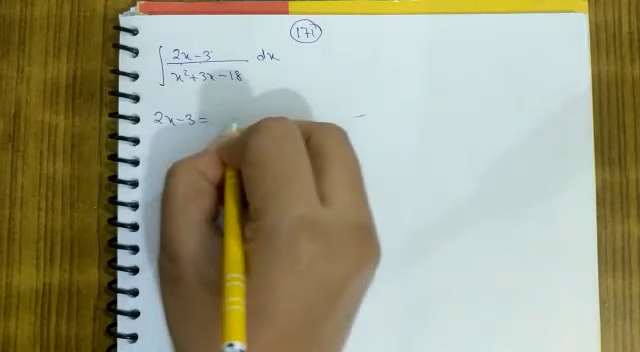 171
∫ 2x-3 / x²+3x-18 dx
2x-3=